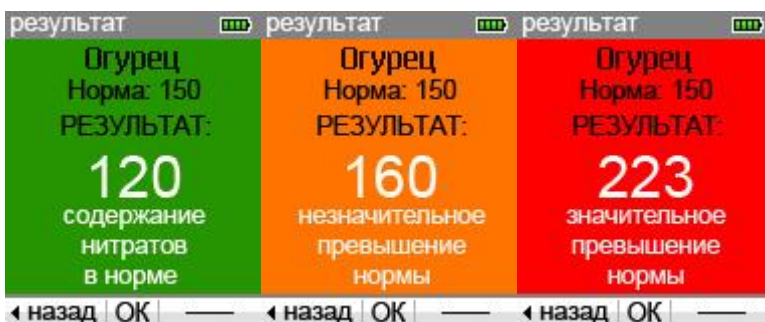 результат
Огурец
Норма: 150
РЕЗУЛЬТАТ:
120
содержание
нитратов
в норме
назад ОК
результат
Огурец
Норма: 150
РЕЗУЛЬТАТ:
160
незначительное
превышение
нормы
назад ОК
результат
Огурец
Норма: 150
РЕЗУЛЬТАТ:
223
значительное
превышение
нормы
назад ОК